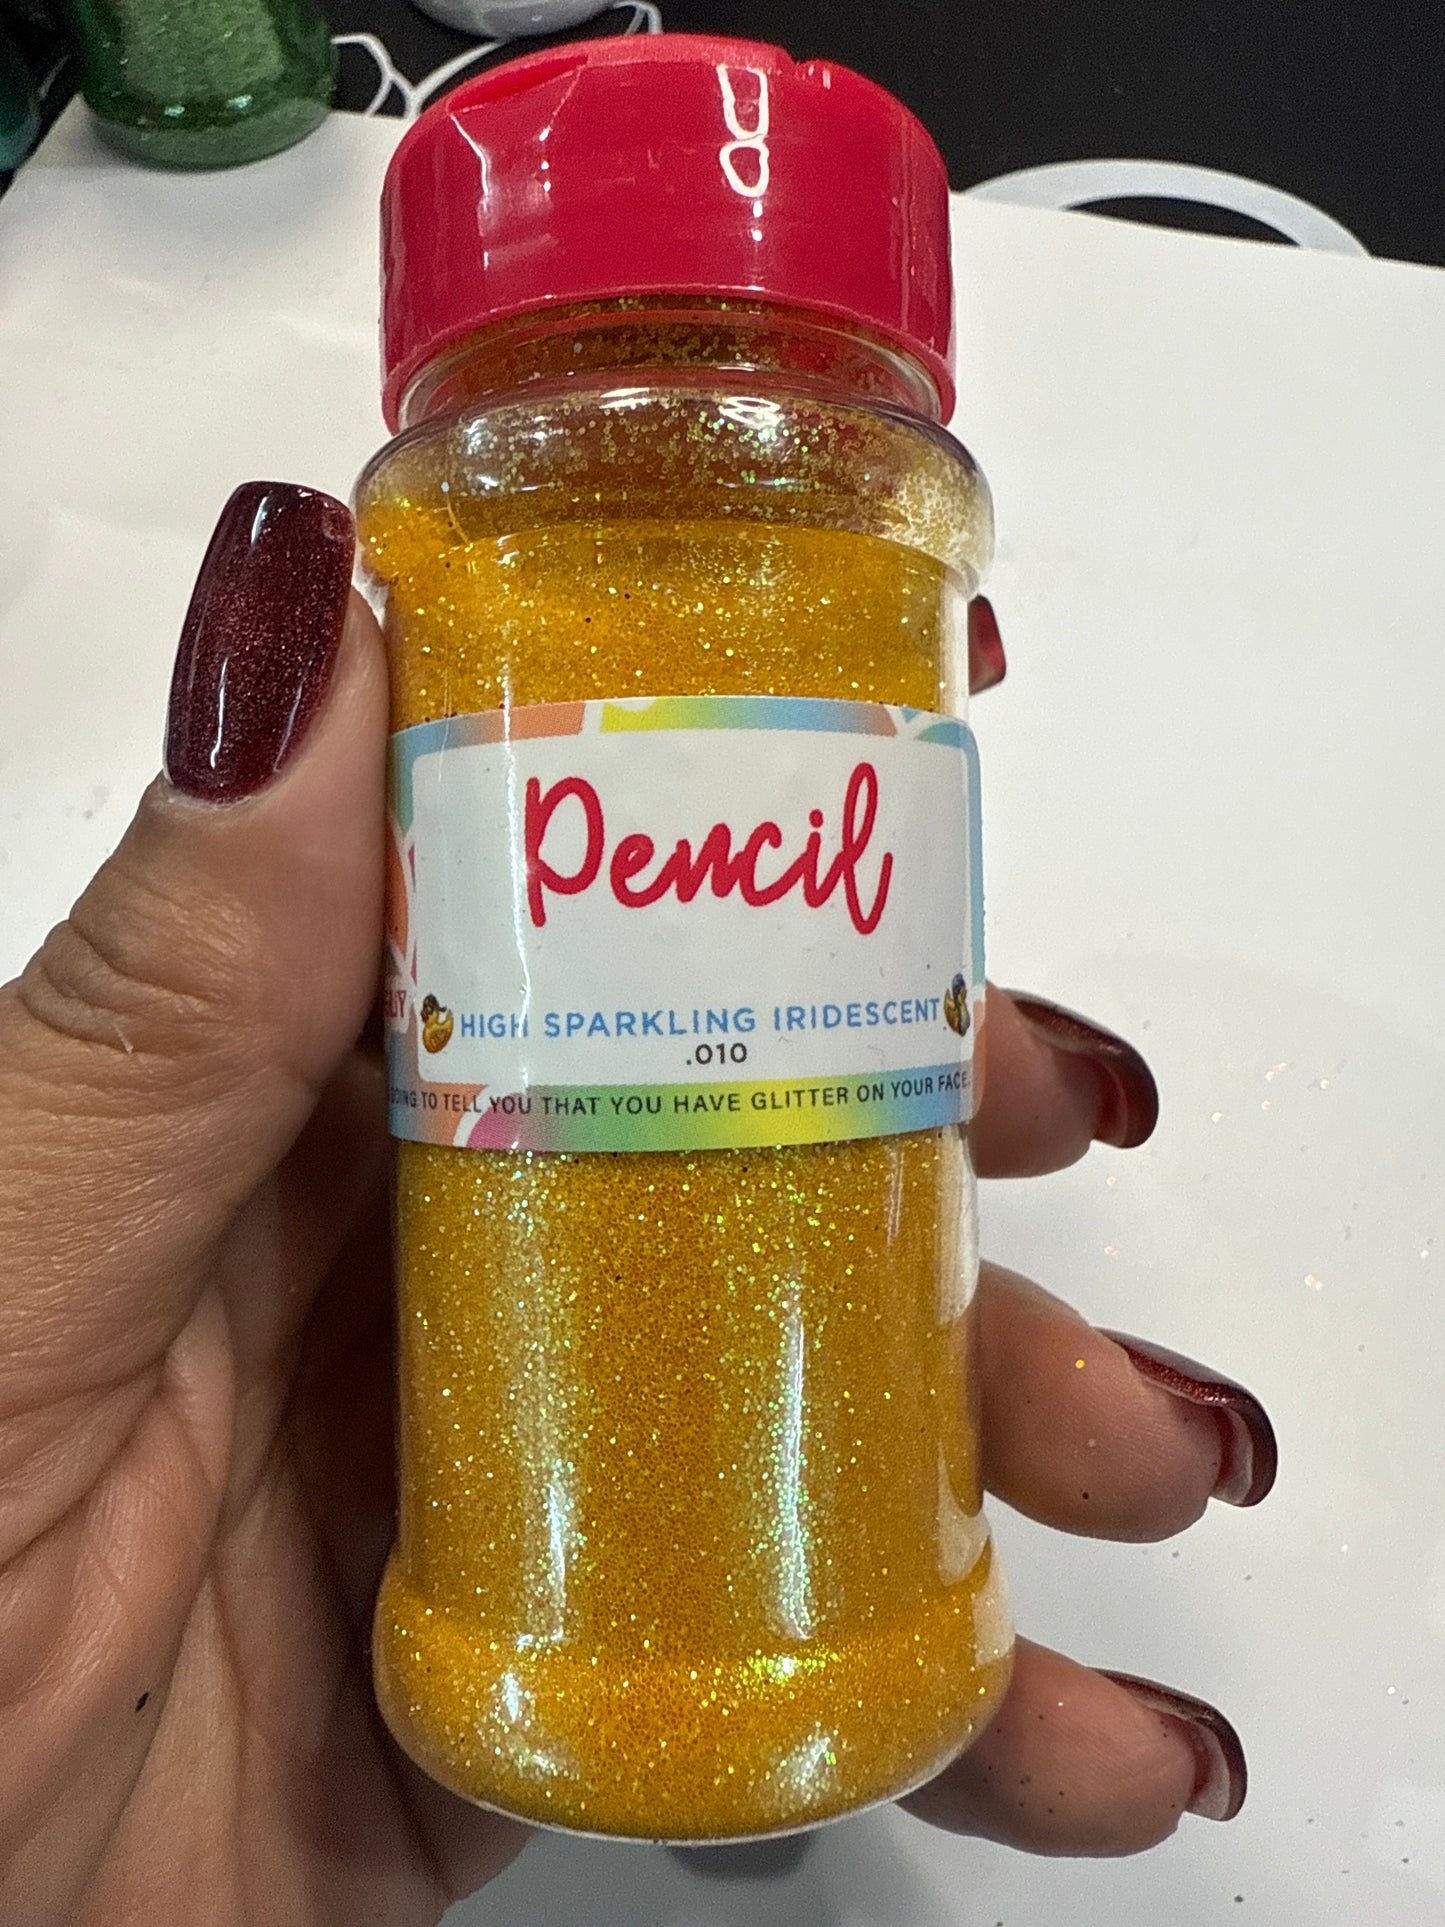 Pencil
HIGH SPARKLING IRIDESCENT
.010
GOING TO TELL YOU THAT YOU HAVE GLITTER ON YOUR FACE.